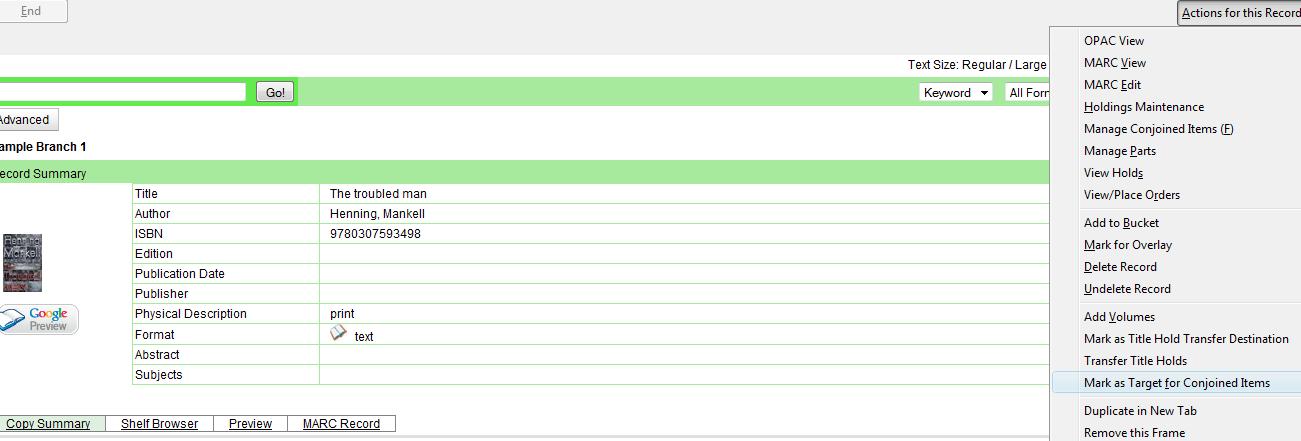 End
Actions for this Record
Text Size: Regular / Large
Go!
Keyword
All Forn
Advanced
ample Branch 1
ecord Summary
Title The troubled man
Author Henning, Mankell
ISBN 9780307593498
Edition
Publication Date
Publisher
Physical Description print
Format text
Abstract
Subjects
Henning
Mankell
Google
Preview
Copy Summary Shelf Browser Preview MARC Record
OPAC View
MARC View
MARC Edit
Holdings Maintenance
Manage Conjoined Items (F)
Manage Parts
View Holds
View/Place Orders
Add to Bucket
Mark for Overlay
Delete Record
Undelete Record
Add Volumes
Mark as Title Hold Transfer Destination
Transfer Title Holds
Mark as Target for Conjoined Items
Duplicate in New Tab
Remove this Frame